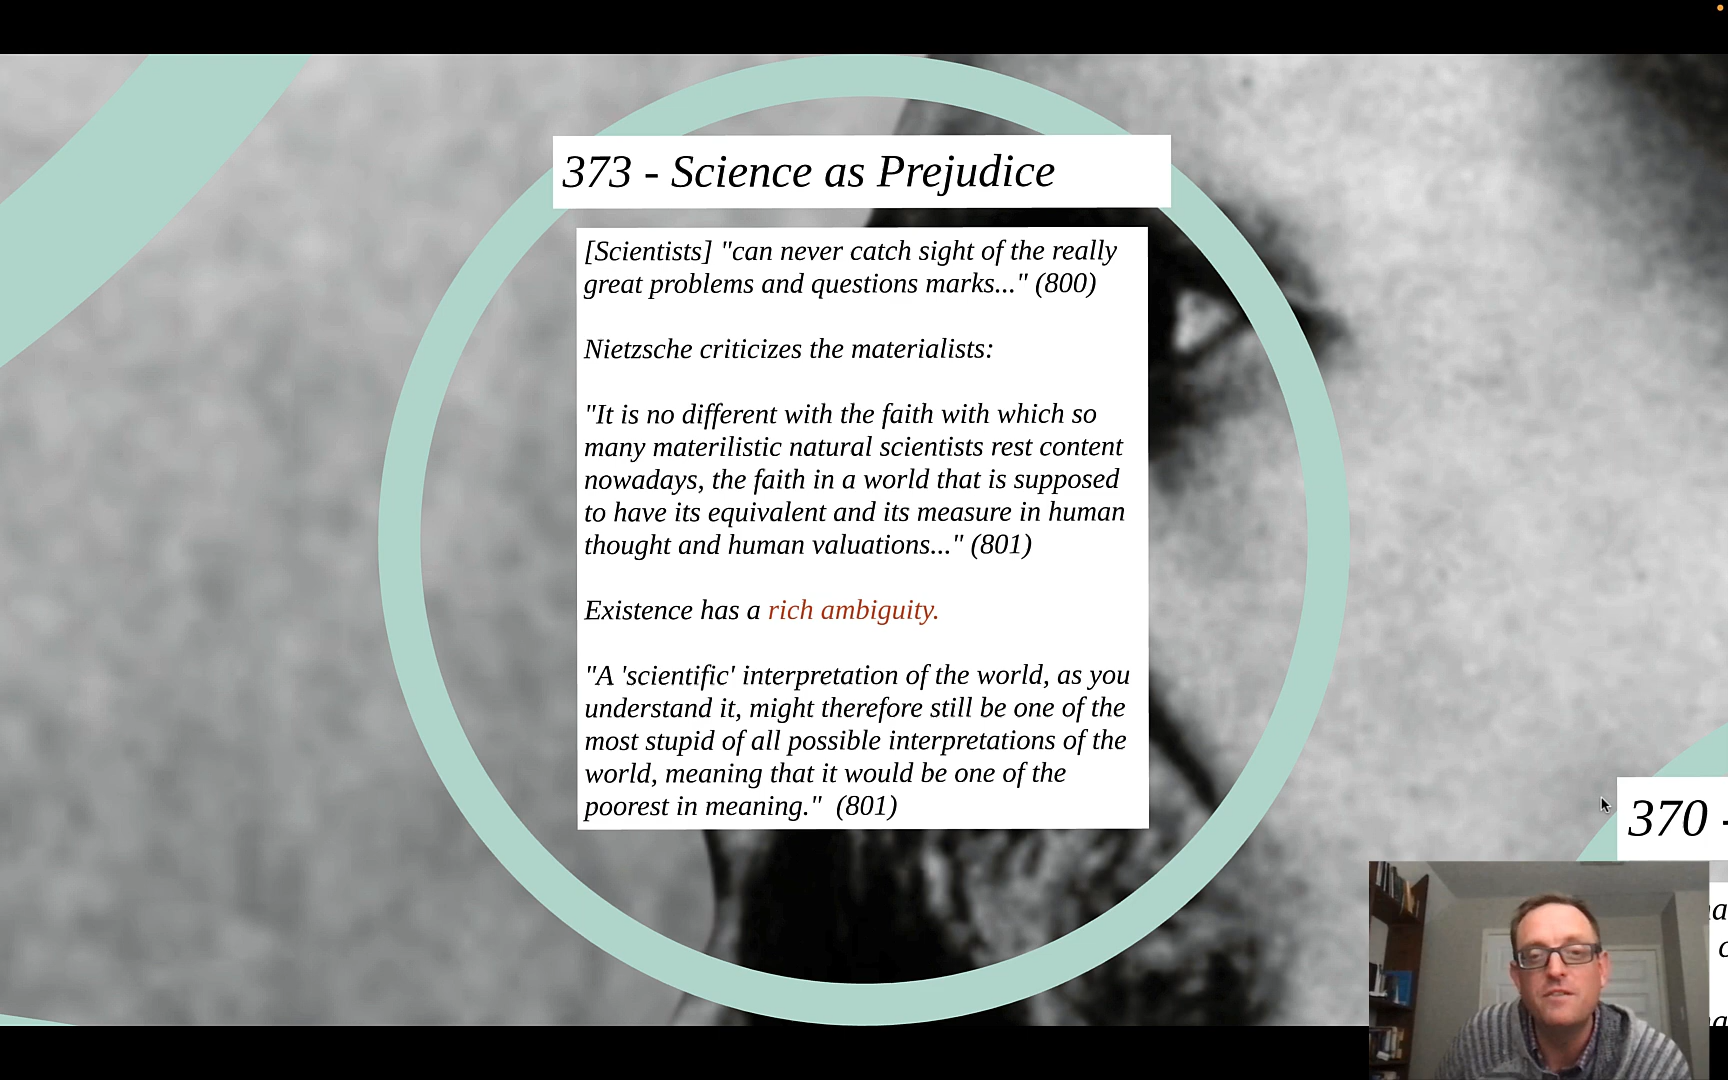 373 - Science as Prejudice
[Scientists] "can never catch sight of the really
great problems and questions marks..." (800)
Nietzsche criticizes the materialists:
"It is no different with the faith with which so
many materilistic natural scientists rest content
nowadays, the faith in a world that is supposed
to have its equivalent and its measure in human
thought and human valuations..." (801)
Existence has a rich ambiguity.
"A 'scientific' interpretation of the world, as you
understand it, might therefore still be one of the
most stupid of all possible interpretations of the
world, meaning that it would be one of the
poorest in meaning." (801)
370 -